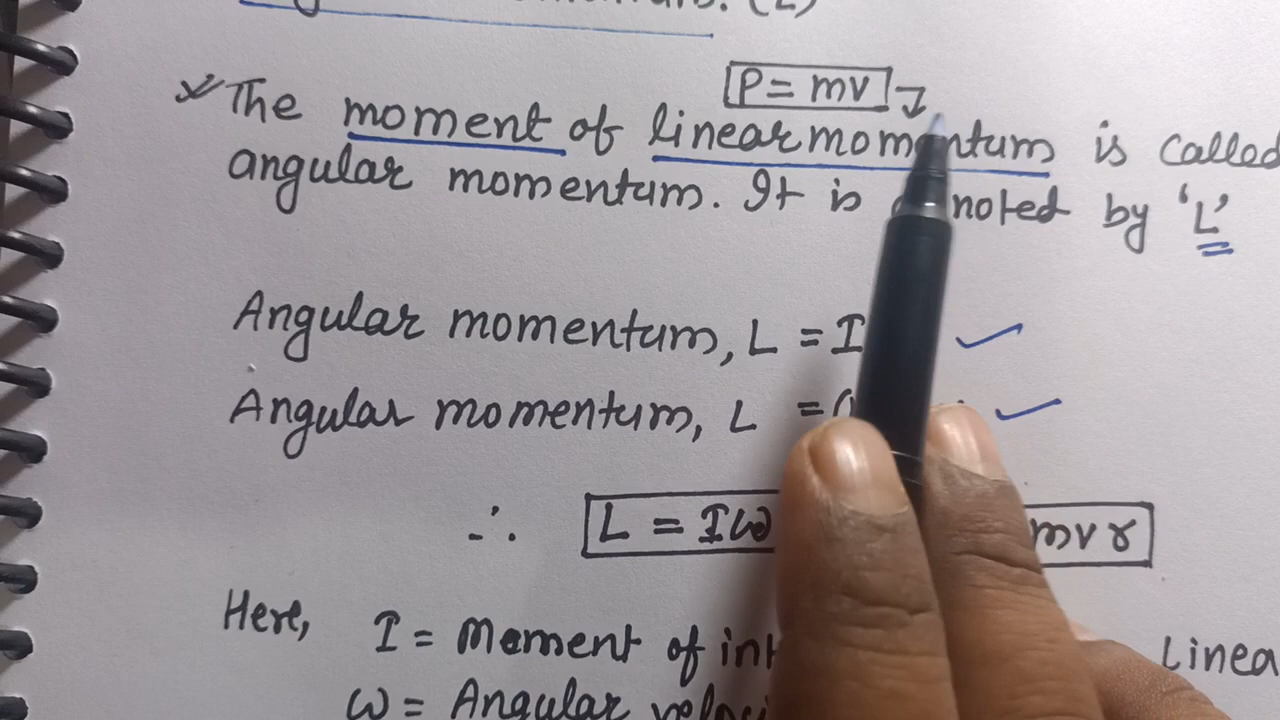 (L)
P = mv
The moment of linear momentum is called
angular momentum. It is noted by 'L'
Angular momentum, L = I
Angular momentum, L =
∴ L = Iω mvr
Here, I = Moment of Linea
ω = Angular